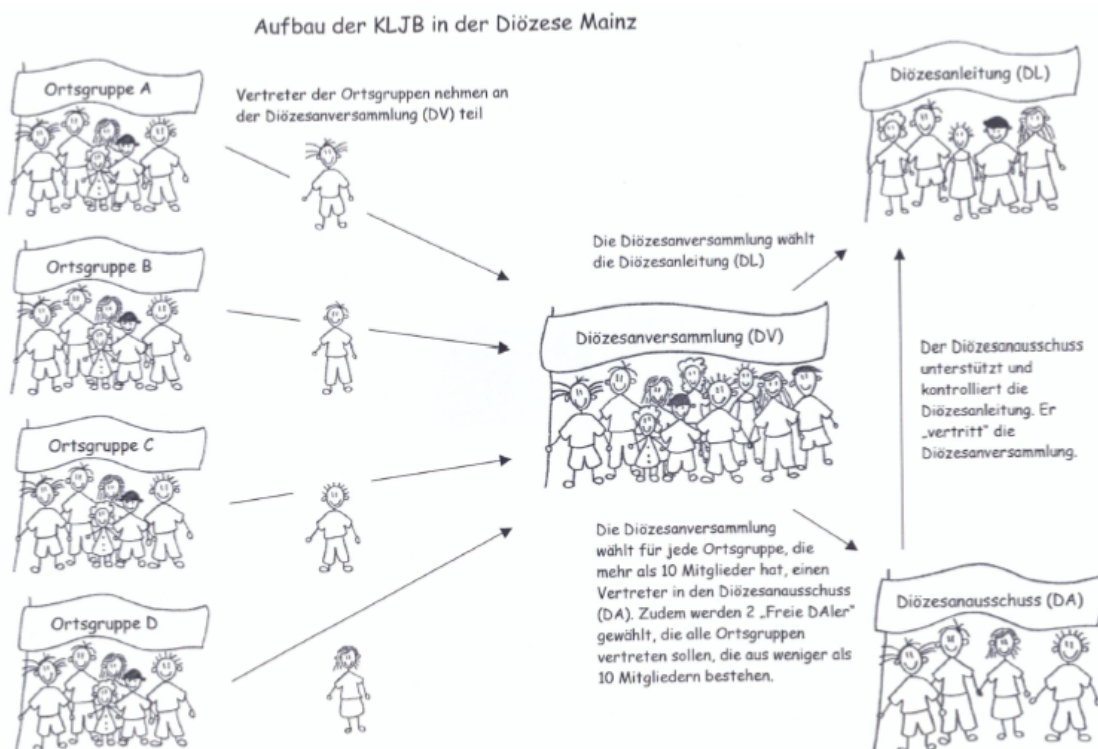 Aufbau der KLJB in der Diözese Mainz
Ortsgruppe A
Vertreter der Ortsgruppen nehmen an
der Diözesanversammlung (DV) teil
Ortsgruppe B
Ortsgruppe C
Ortsgruppe D
Die Diözesanversammlung wählt
die Diözesanleitung (DL)
Diözesanversammlung (DV)
Die Diözesanversammlung
wählt für jede Ortsgruppe, die
mehr als 10 Mitglieder hat, einen
Vertreter in den Diözesanausschuss
(DA). Zudem werden 2 „Freie DAler“
gewählt, die alle Ortsgruppen
vertreten sollen, die aus weniger als
10 Mitgliedern bestehen.
Diözesanleitung (DL)
Der Diözesanausschuss
unterstützt und
kontrolliert die
Diözesanleitung. Er
„vertritt“ die
Diözesanversammlung.
Diözesanausschuss (DA)